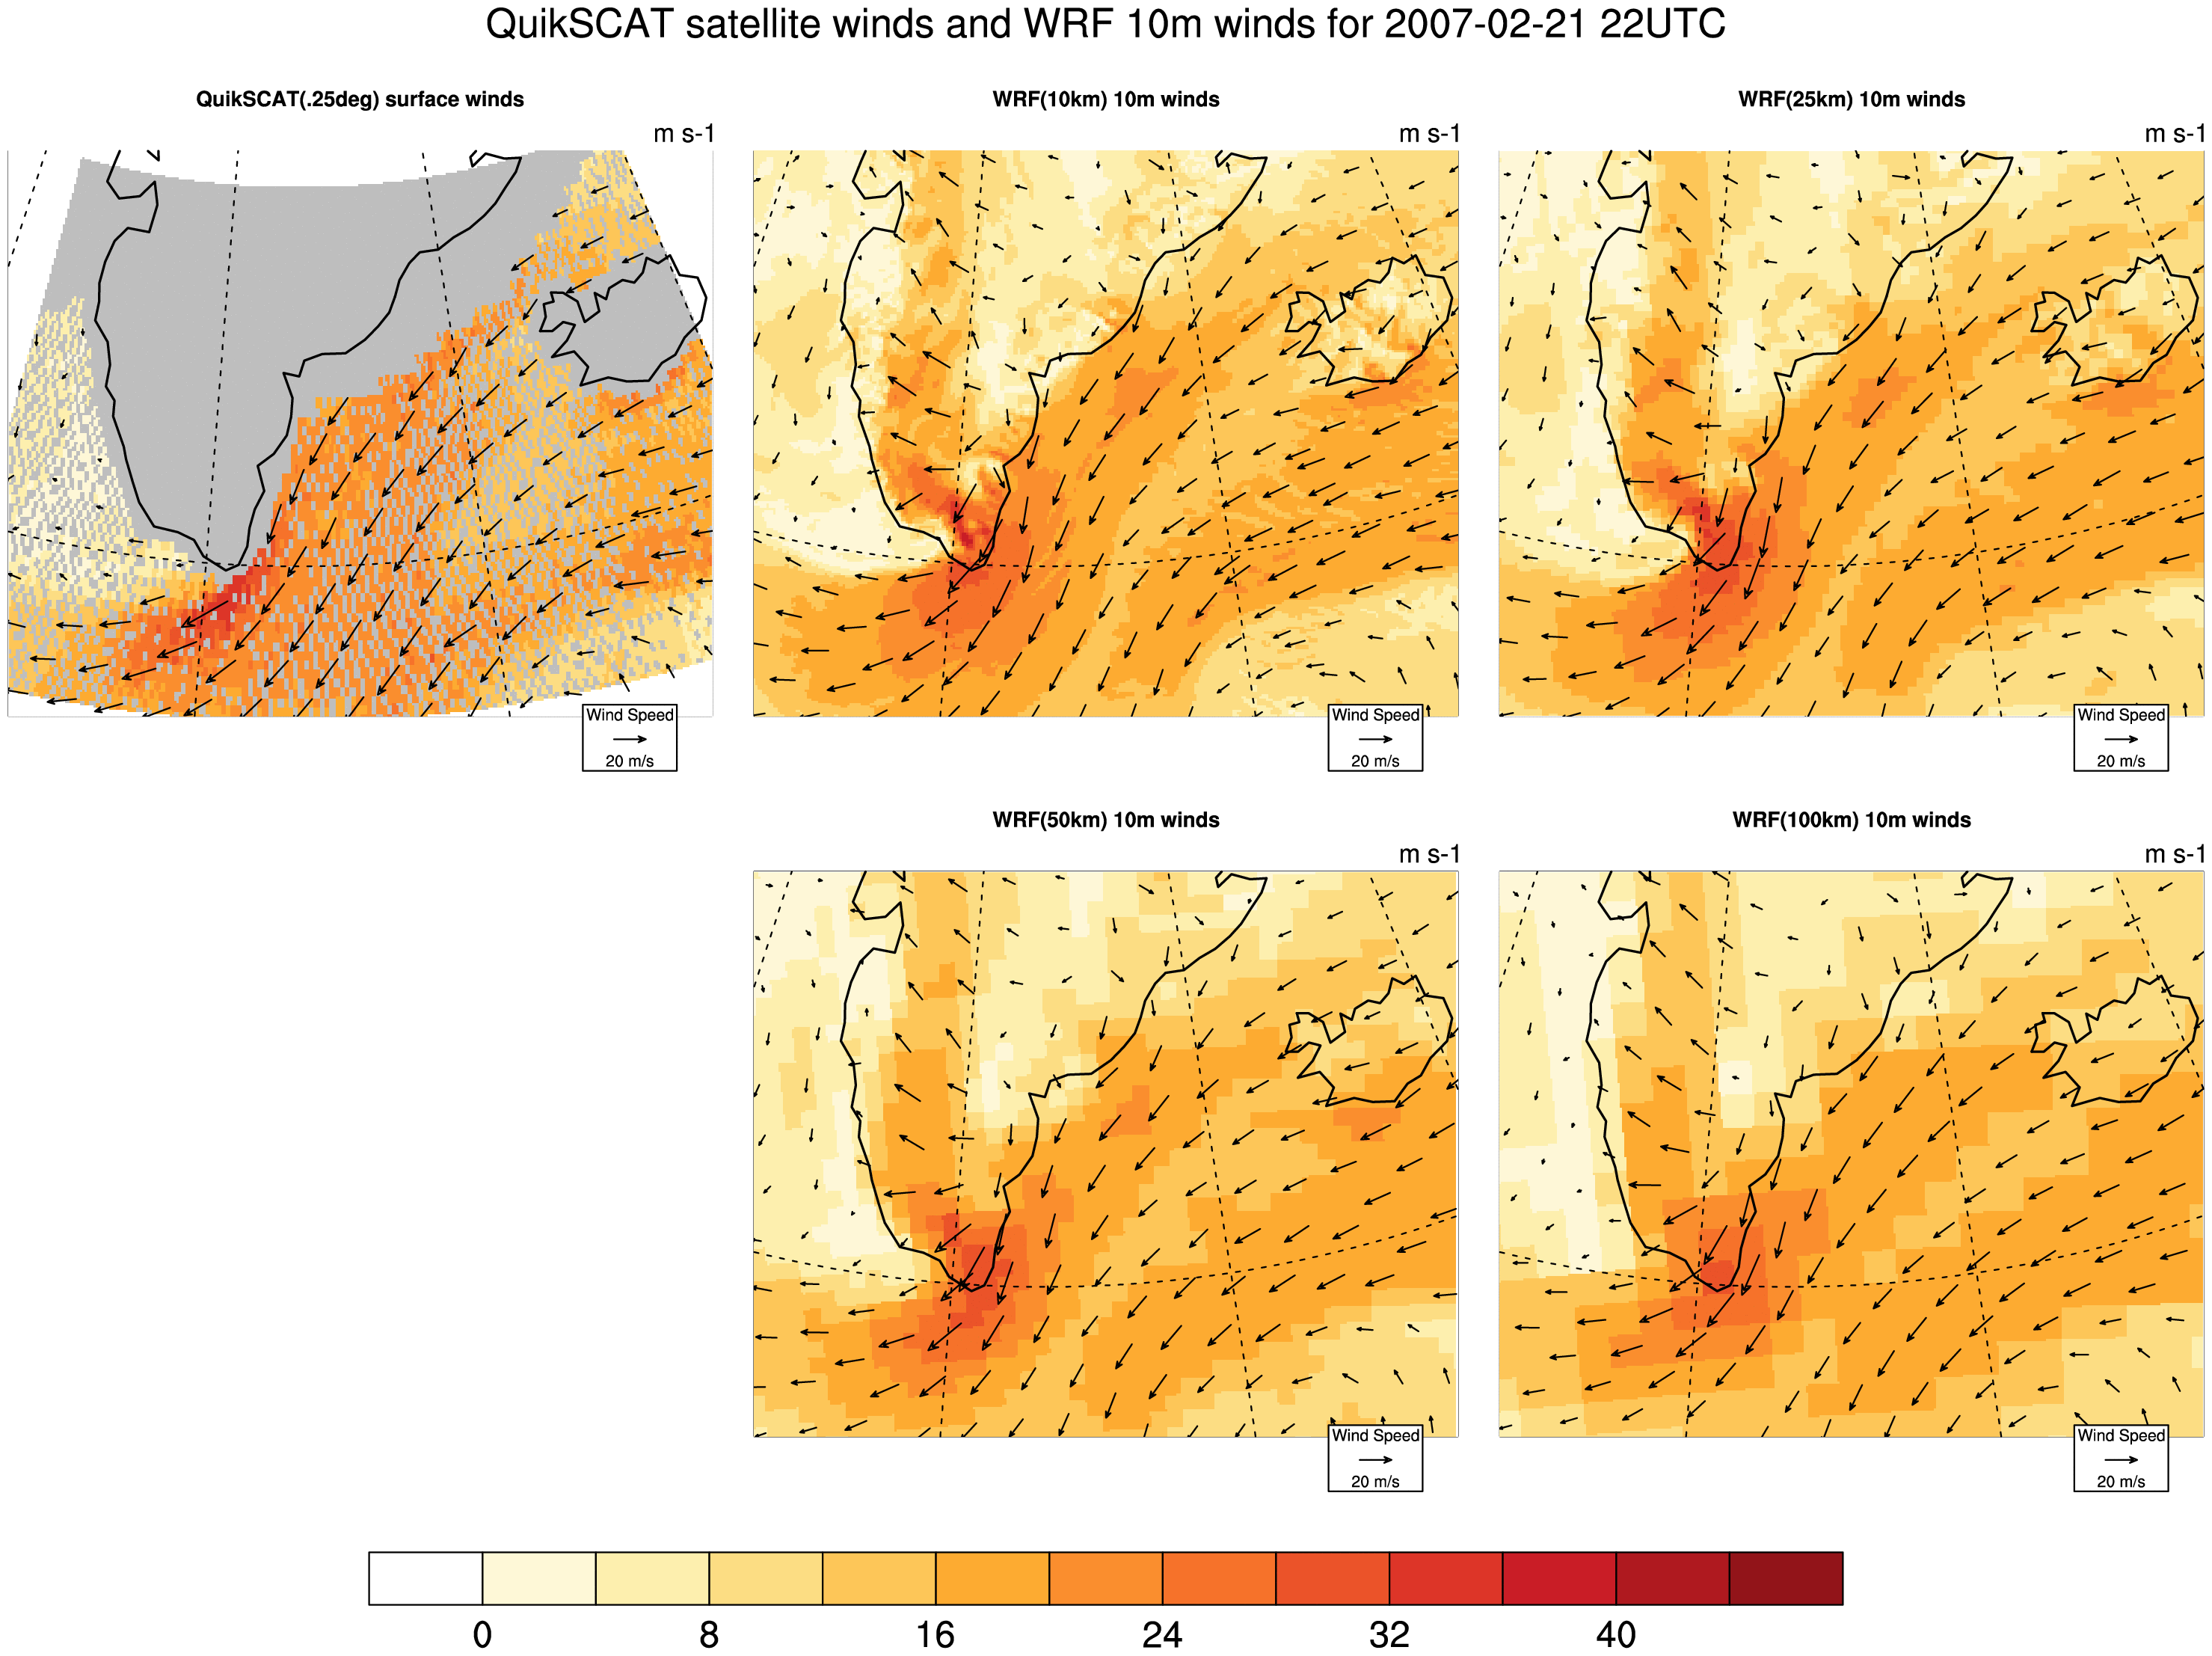 QuikSCAT satellite winds and WRF 10m winds for 2007-02-21 22UTC
QuikSCAT(.25deg) surface winds
m s-1
Wind Speed
20 m/s
WRF(10km) 10m winds
m s-1
Wind Speed
20 m/s
WRF(25km) 10m winds
m s-1
Wind Speed
20 m/s
WRF(50km) 10m winds
m s-1
Wind Speed
20 m/s
WRF(100km) 10m winds
m s-1
Wind Speed
20 m/s
0 8 16 24 32 40